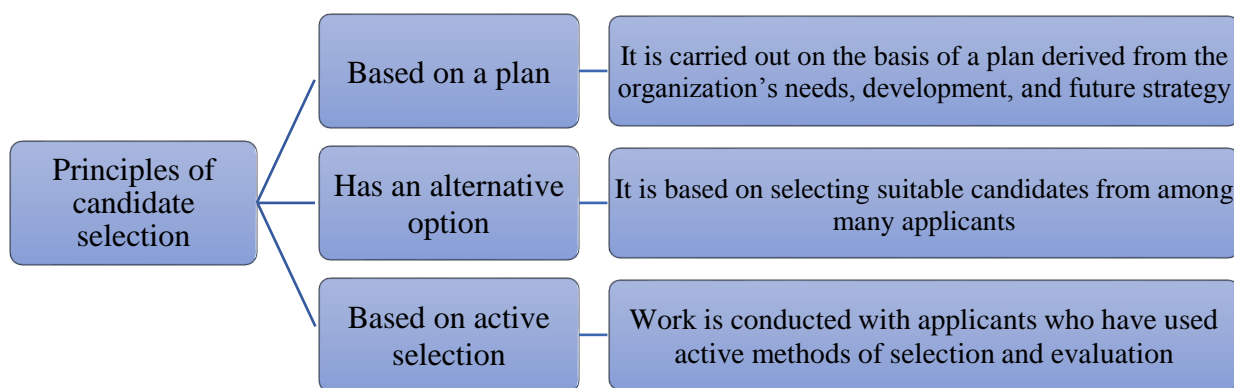 Principles of
candidate
selection
Based on a plan
It is carried out on the basis of a plan derived from the
organization’s needs, development, and future strategy
Has an alternative
option
It is based on selecting suitable candidates from among
many applicants
Based on active
selection
Work is conducted with applicants who have used
active methods of selection and evaluation